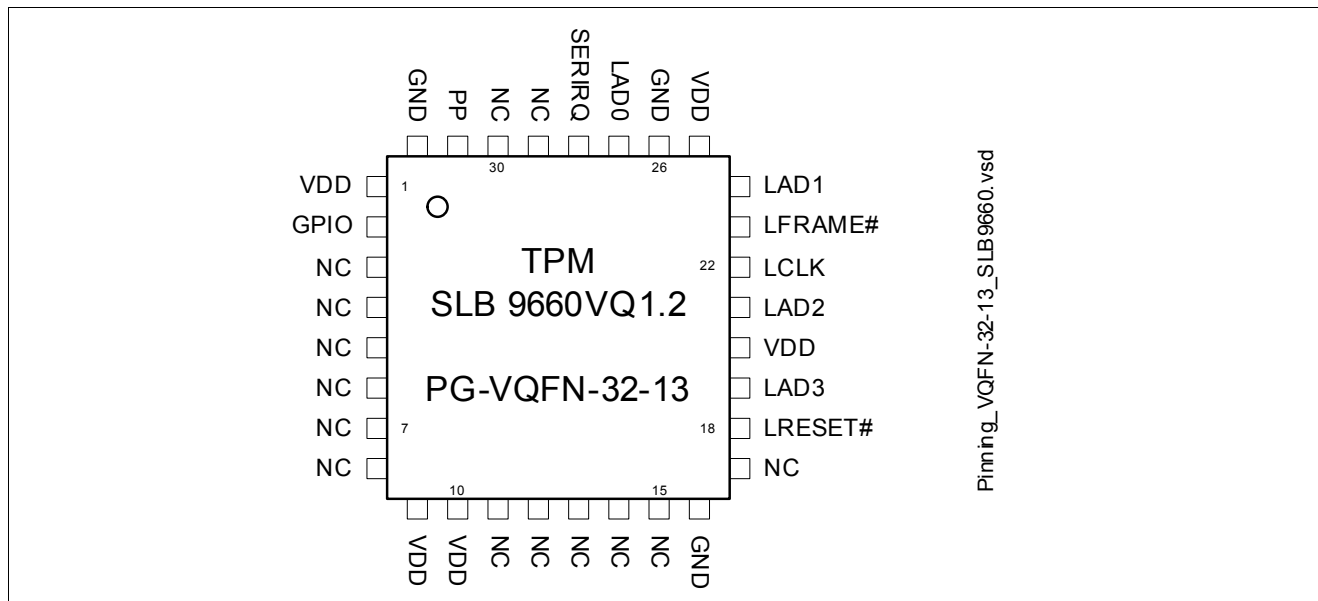 GND
PP
NC
NC
SERIRQ
LAD0
GND
VDD
30
26
VDD
1
GPIO
NC
NC
NC
NC
NC
7
NC
TPM
SLB 9660VQ1.2
PG-VQFN-32-13
LAD1
LFRAME#
22
LCLK
LAD2
VDD
LAD3
18
LRESET#
NC
10
15
VDD
VDD
NC
NC
NC
NC
NC
GND
Pinning_VQFN-32-13_SLB9660.vsd